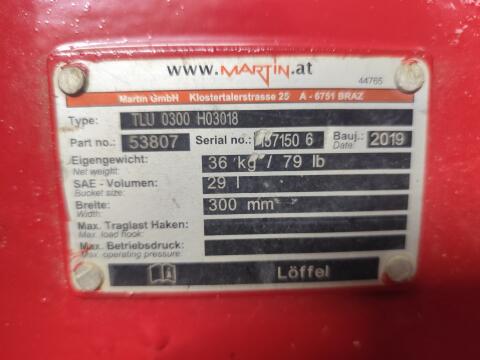 www.MARTIN.at
44765
Martin GmbH Klostertalerstrasse 25 A - 6751 BRAZ
Type: TLU 0300 H03018
Part no.: 53807 Serial no.: 157150 6 Bauj.: 2019
Date:
Eigengewicht: 36 kg / 79 lb
Net weight:
SAE - Volumen: 29 l
Bucket size:
Breite: 300 mm
Width:
Max. Traglast Haken:
Max. load hook:
Max. Betriebsdruck:
Max. operating pressure
Löffel